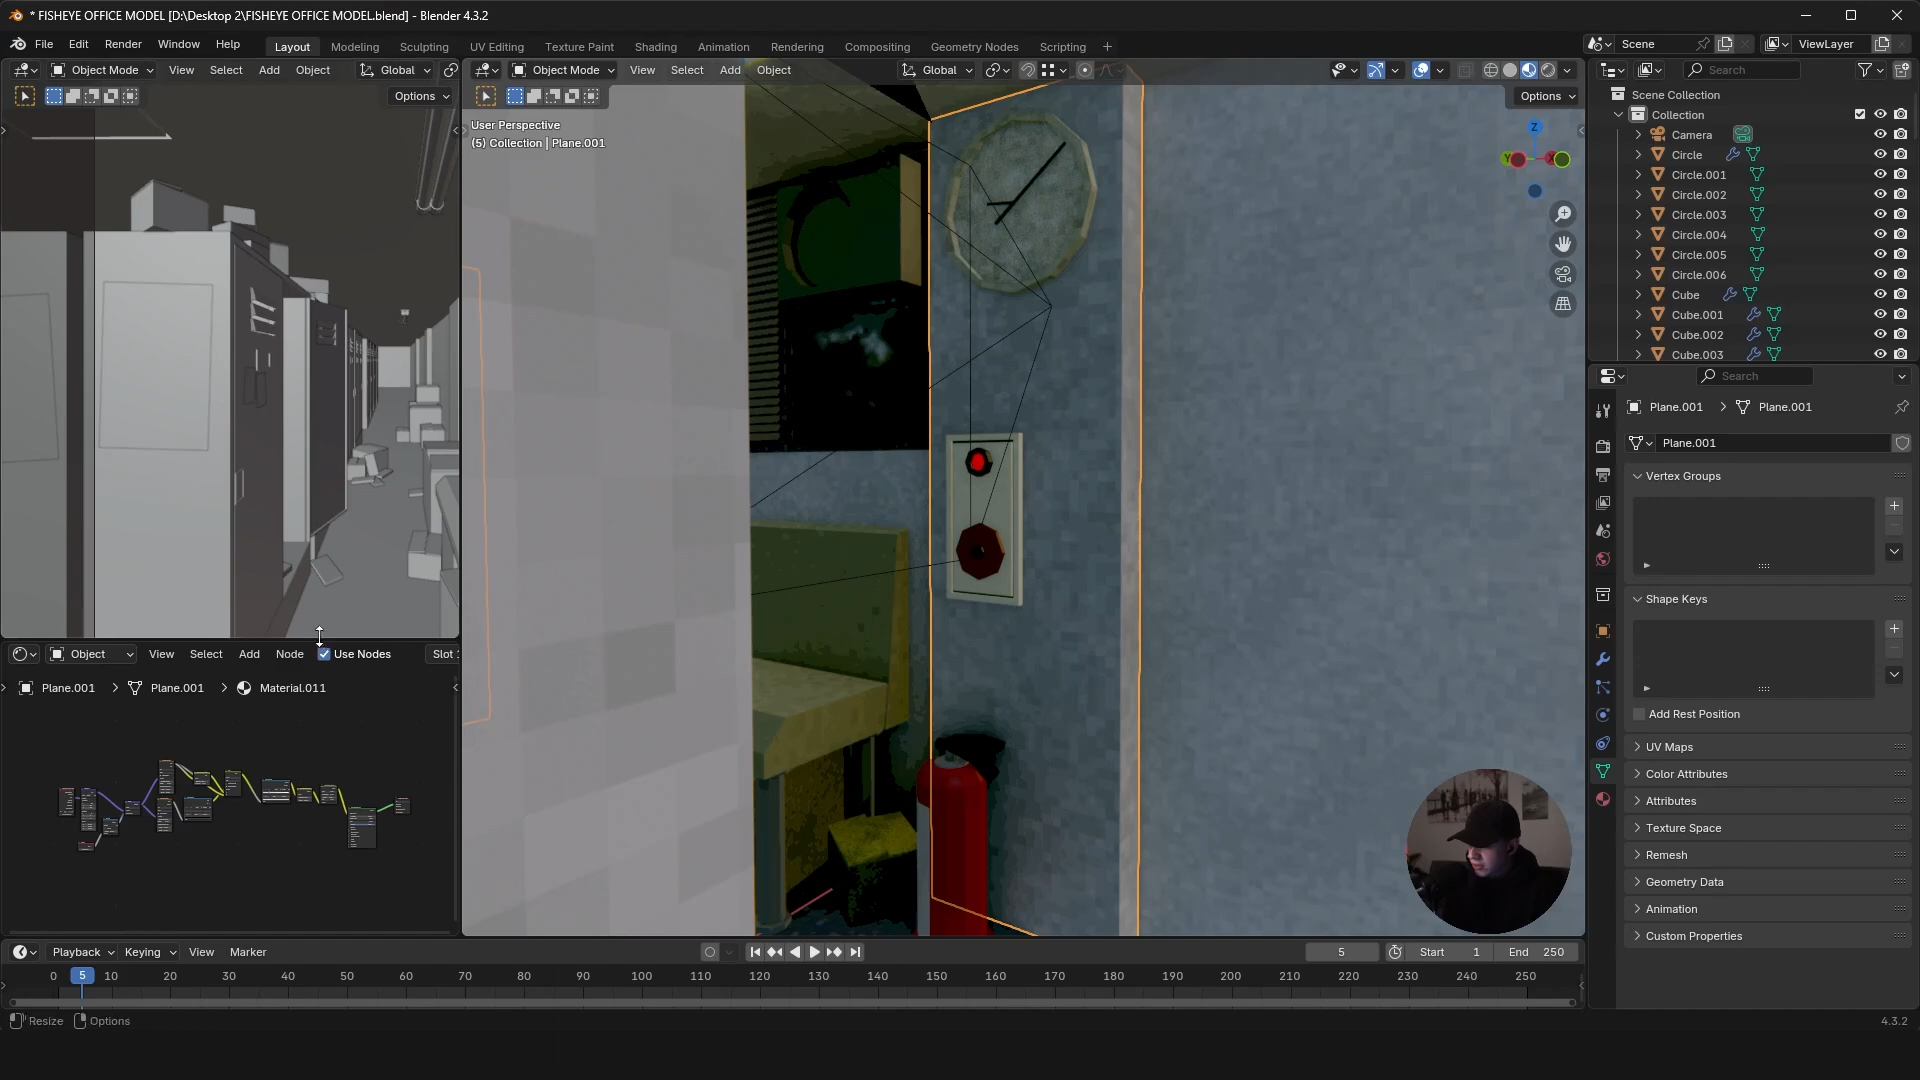 * FISHEYE OFFICE MODEL [D:\Desktop 2\FISHEYE OFFICE MODEL.blend] - Blender 4.3.2
File Edit Render Window Help Layout Modeling Sculpting UV Editing Texture Paint Shading Animation Rendering Compositing Geometry Nodes Scripting + Scene ViewLayer
Object Mode View Select Add Object Global
Object Mode View Select Add Object Global
Search
Options
Options
User Perspective
(5) Collection | Plane.001
Z
Y
X
Scene Collection
Collection
Camera
Circle
Circle.001
Circle.002
Circle.003
Circle.004
Circle.005
Circle.006
Cube
Cube.001
Cube.002
Cube.003
Search
Plane.001 > Plane.001
Plane.001
Vertex Groups
Shape Keys
Add Rest Position
UV Maps
Color Attributes
Attributes
Texture Space
Remesh
Geometry Data
Animation
Custom Properties
Object View Select Add Node Use Nodes Slot
Plane.001 > Plane.001 > Material.011
Playback Keying View Marker 5 Start 1 End 250
0 5 10 20 30 40 50 60 70 80 90 100 110 120 130 140 150 160 170 180 190 200 210 220 230 240 250
Resize Options 4.3.2